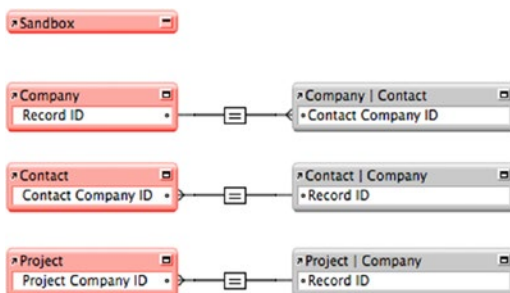 Sandbox
Company
Record ID
Company | Contact
Contact Company ID
Contact
Contact Company ID
Contact | Company
Record ID
Project
Project Company ID
Project | Company
Record ID